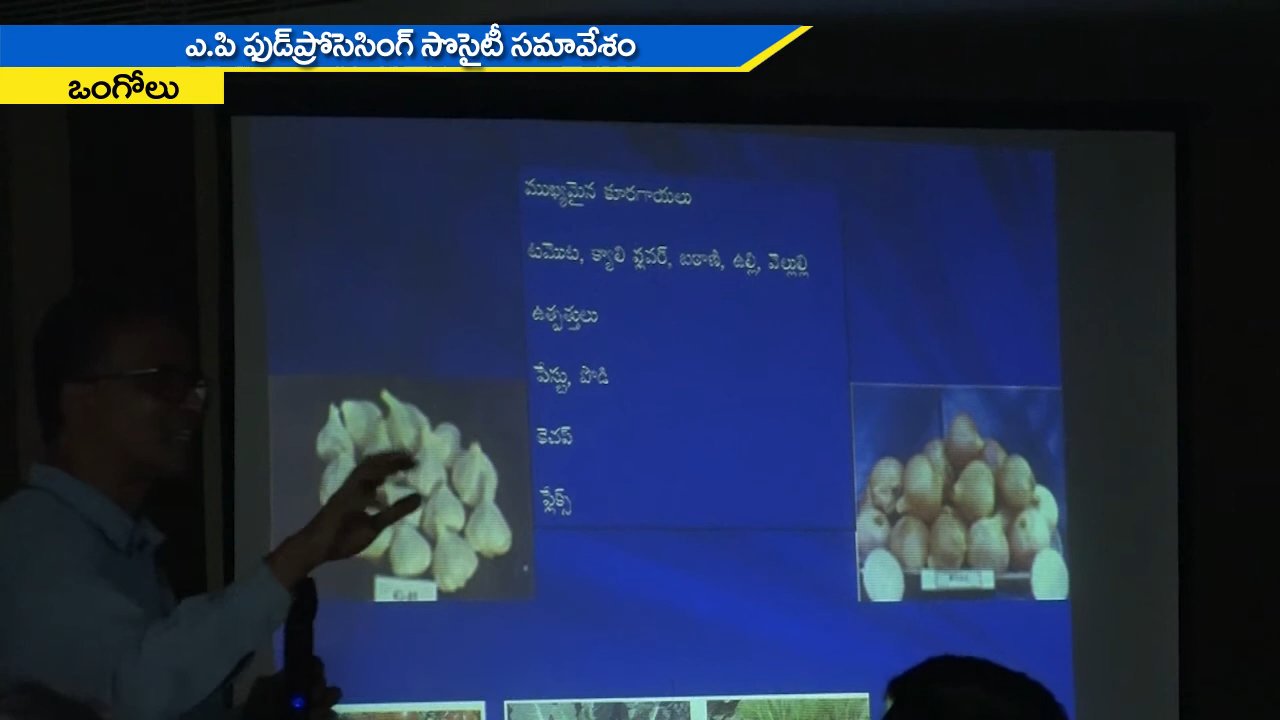 ఎ.పి ఫుడ్‌ప్రోసెసింగ్ సొసైటీ సమావేశం
ఒంగోలు
ముఖ్యమైన కూరగాయలు
టమొట, క్యాలి ఫ్లవర్, బఠాణి, ఉల్లి, వెల్లుల్లి
ఉత్పత్తులు
పేస్టు, పొడి
కెచప్
ఫ్లేక్స్